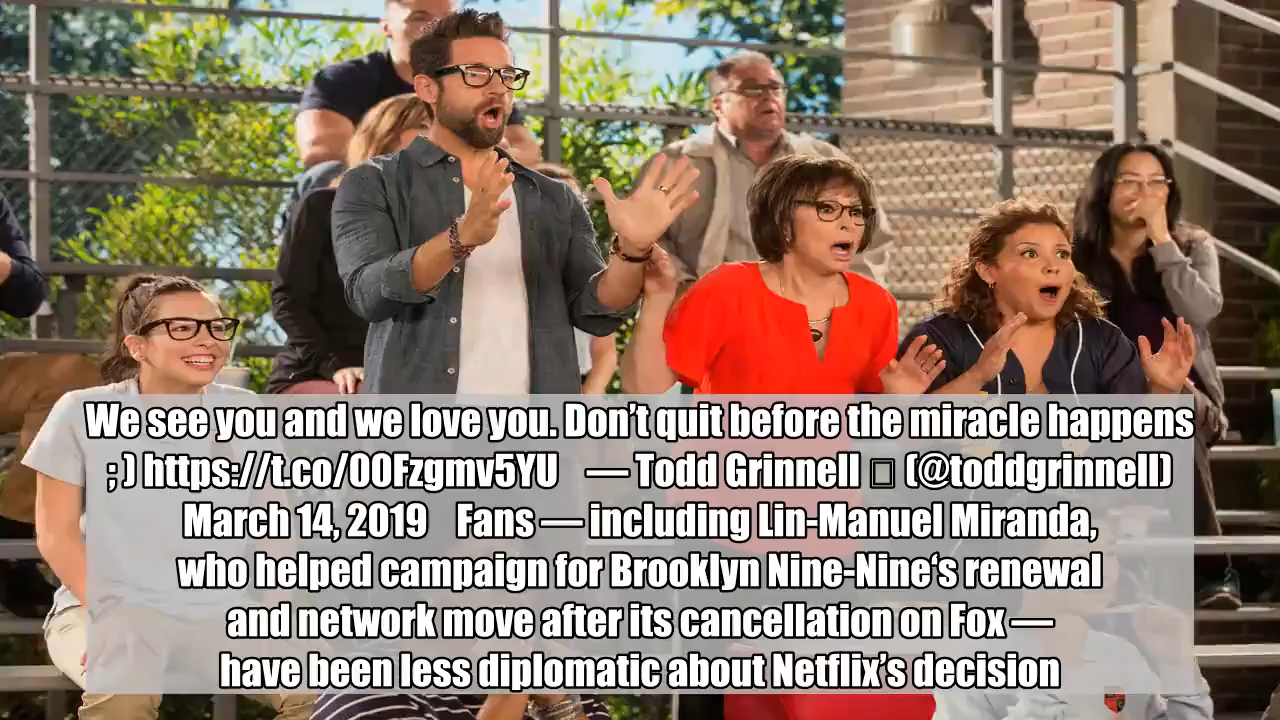 We see you and we love you. Don’t quit before the miracle happens
; ) https://t.co/00Fzgmv5YU — Todd Grinnell □ (@toddgrinnell)
March 14, 2019 Fans — including Lin-Manuel Miranda,
who helped campaign for Brooklyn Nine-Nine‘s renewal
and network move after its cancellation on Fox —
have been less diplomatic about Netflix’s decision